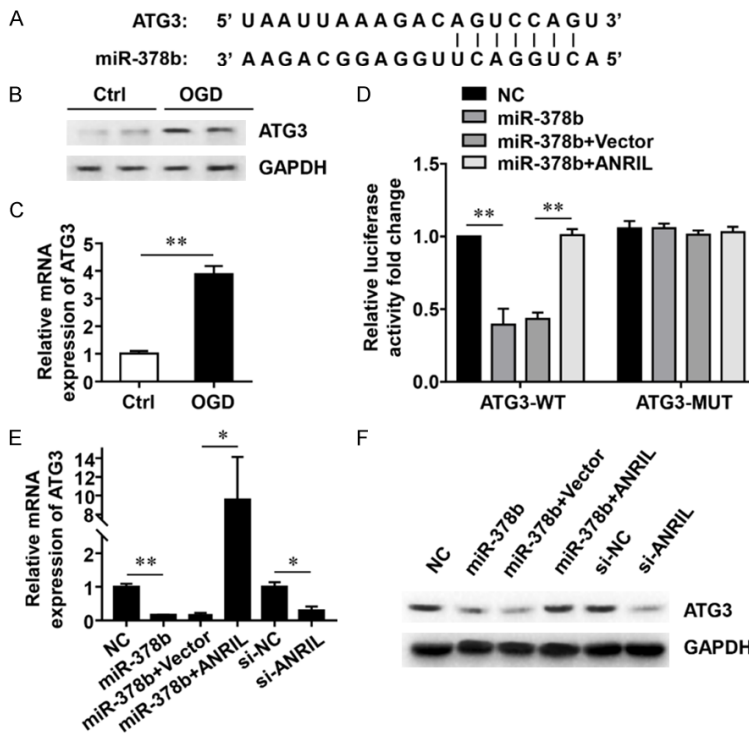 A
ATG3: 5' U A A U U A A A G A C A G U C C A G U 3'
miR-378b: 3' A A G A C G G A G G U U C A G G U C A 5'
B
Ctrl OGD
ATG3
GAPDH
C
Relative mRNA
expression of ATG3
5
4
3
2
1
0
**
Ctrl OGD
D
NC
miR-378b
miR-378b+Vector
miR-378b+ANRIL
Relative luciferase
activity fold change
1.5
1.0
0.5
0.0
** **
ATG3-WT ATG3-MUT
E
Relative mRNA
expression of ATG3
14
12
10
8
2
1
0
** * *
NC
miR-378b
miR-378b+Vector
miR-378b+ANRIL
si-NC
si-ANRIL
F
NC
miR-378b
miR-378b+Vector
miR-378b+ANRIL
si-NC
si-ANRIL
ATG3
GAPDH